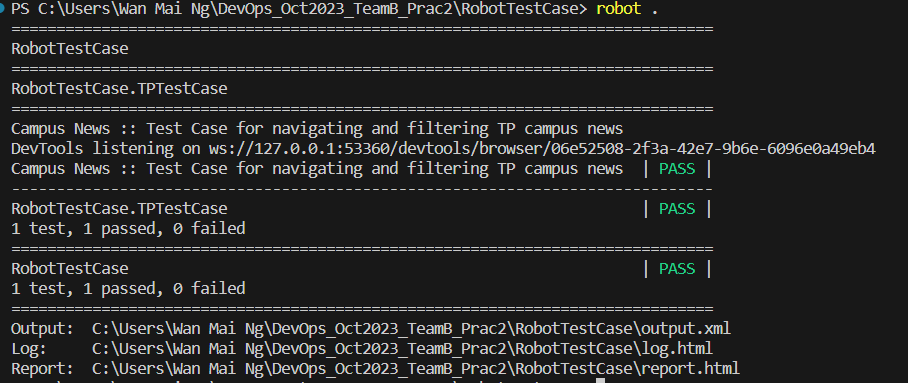 PS C:\Users\Wan Mai Ng\DevOps_Oct2023_TeamB_Prac2\RobotTestCase> robot .
==============================================================================
RobotTestCase
==============================================================================
RobotTestCase.TPTestCase
==============================================================================
Campus News :: Test Case for navigating and filtering TP campus news
DevTools listening on ws://127.0.0.1:53360/devtools/browser/06e52508-2f3a-42e7-9b6e-6096e0a49eb4
Campus News :: Test Case for navigating and filtering TP campus news  | PASS |
------------------------------------------------------------------------------
RobotTestCase.TPTestCase                                              | PASS |
1 test, 1 passed, 0 failed
==============================================================================
RobotTestCase                                                         | PASS |
1 test, 1 passed, 0 failed
==============================================================================
Output:  C:\Users\Wan Mai Ng\DevOps_Oct2023_TeamB_Prac2\RobotTestCase\output.xml
Log:     C:\Users\Wan Mai Ng\DevOps_Oct2023_TeamB_Prac2\RobotTestCase\log.html
Report:  C:\Users\Wan Mai Ng\DevOps_Oct2023_TeamB_Prac2\RobotTestCase\report.html